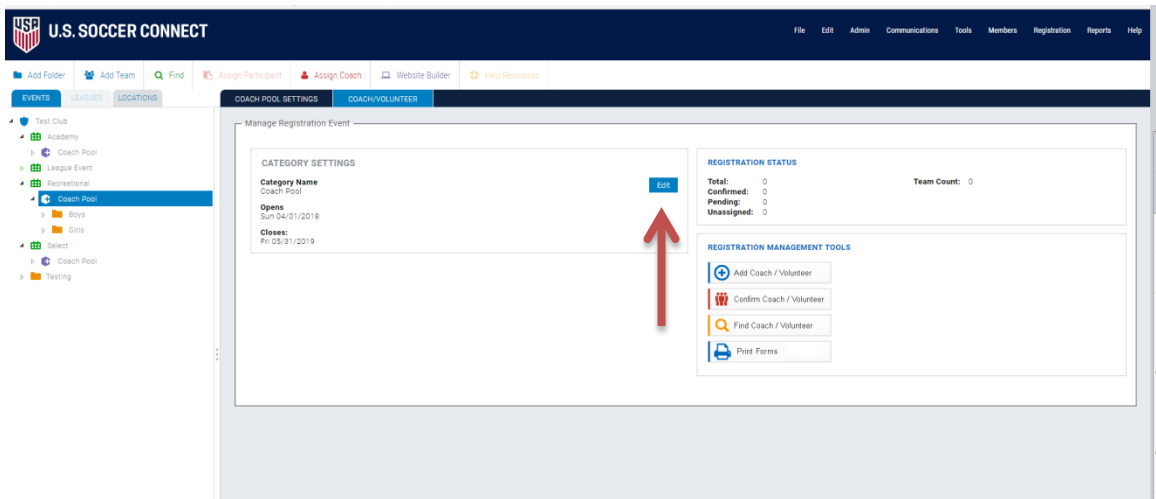 USA
U.S. SOCCER CONNECT
File Edit Admin Communications Tools Members Registration Reports Help
Add Folder Add Team Find Assign Participant Assign Coach Website Builder Help Resources
EVENTS LEAGUES LOCATIONS
COACH POOL SETTINGS COACH/VOLUNTEER
Test Club
Academy
Coach Pool
League Event
Recreational
Coach Pool
Boys
Girls
Select
Coach Pool
Testing
Manage Registration Event
CATEGORY SETTINGS
Category Name
Coach Pool
Edit
Opens
Sun 04/01/2018
Closes:
Fri 05/31/2019
REGISTRATION STATUS
Total: 0 Team Count: 0
Confirmed: 0
Pending: 0
Unassigned: 0
REGISTRATION MANAGEMENT TOOLS
Add Coach / Volunteer
Confirm Coach / Volunteer
Find Coach / Volunteer
Print Forms